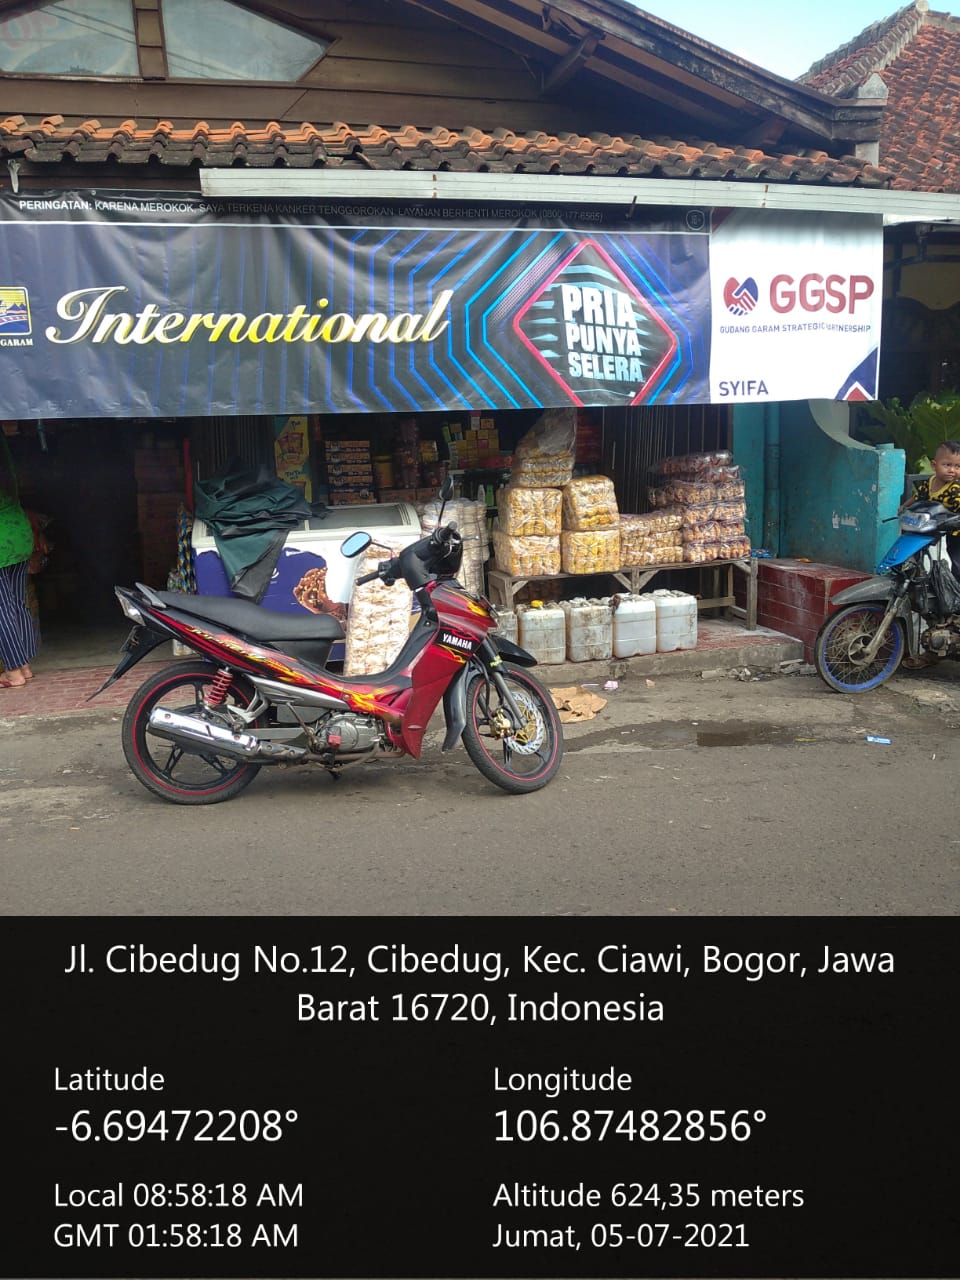 PERINGATAN: KARENA MEROKOK, SAYA TERKENA KANKER TENGGOROKAN. LAYANAN BERHENTI MEROKOK (0800-177-6565)
18+
GARAM
International
PRIA
PUNYA
SELERA
GGSP
GUDANG GARAM STRATEGIC PARTNERSHIP
SYIFA
YAMAHA
Jl. Cibedug No.12, Cibedug, Kec. Ciawi, Bogor, Jawa
Barat 16720, Indonesia
Latitude
-6.69472208°
Longitude
106.87482856°
Local 08:58:18 AM
GMT 01:58:18 AM
Altitude 624,35 meters
Jumat, 05-07-2021